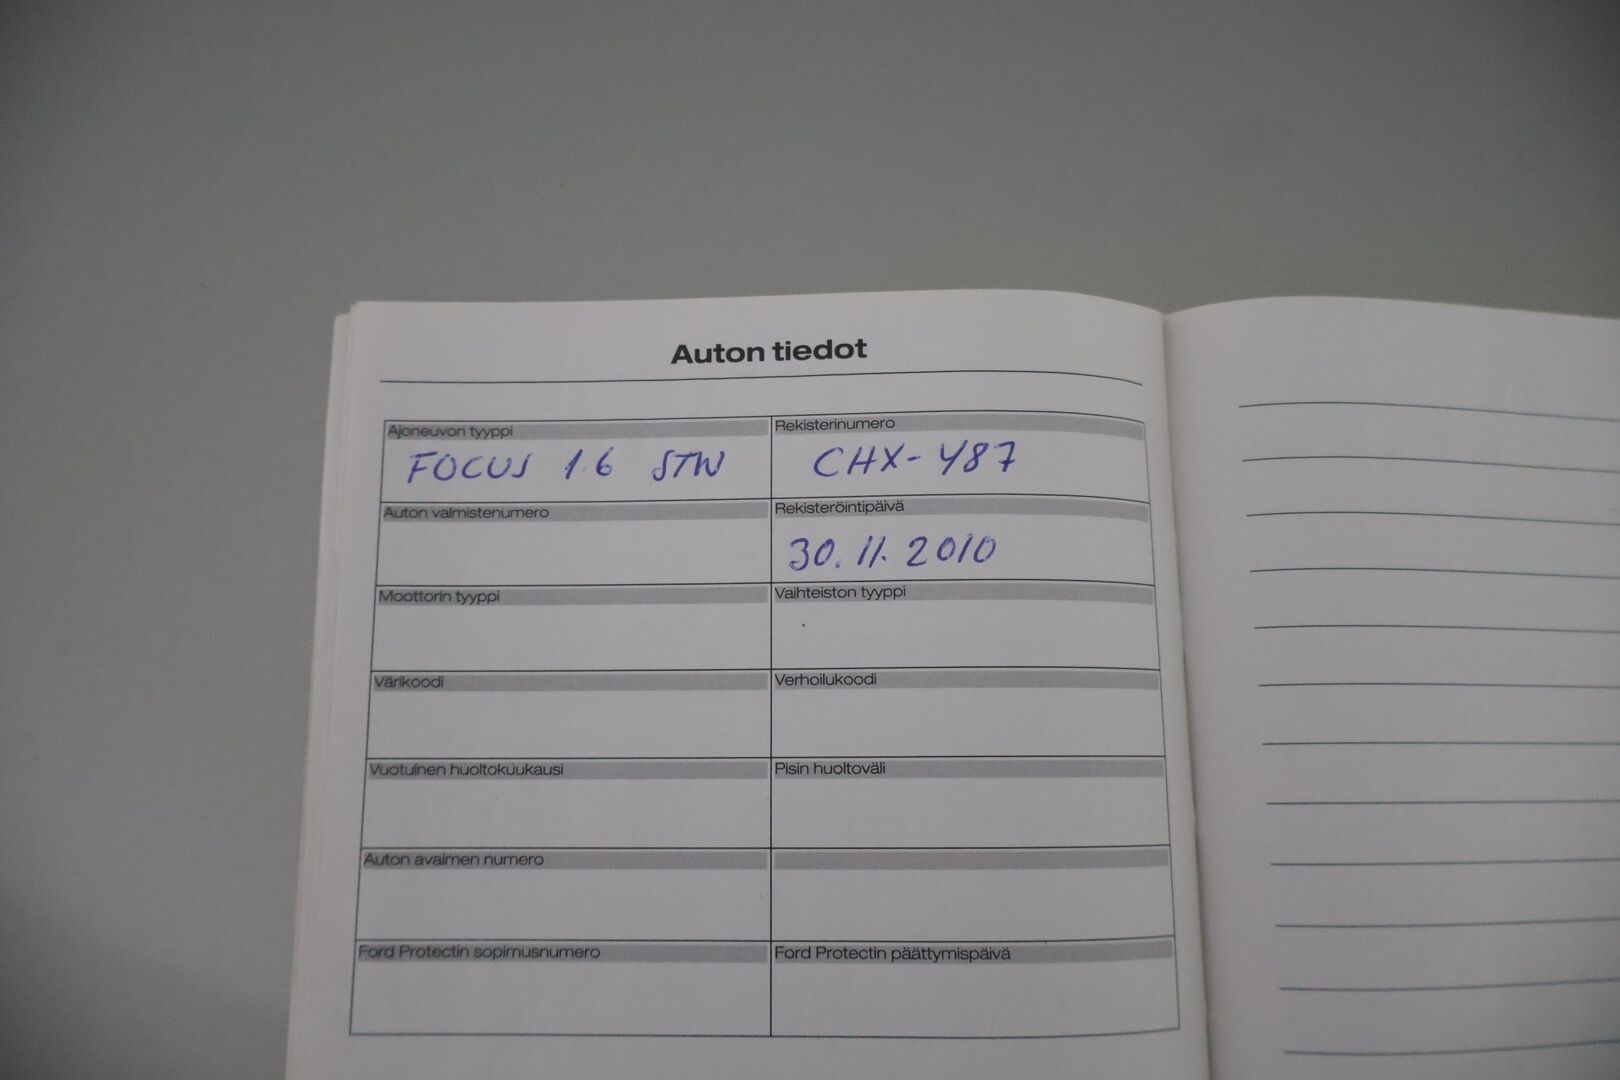 Auton tiedot
Ajoneuvon tyyppi Rekisterinumero
FOCUS 1.6 STW CHX-487
Auton valmistenumero Rekisteröintipäivä
30.11.2010
Moottorin tyyppi Vaihteiston tyyppi
Värikoodi Verhoilukoodi
Vuotuinen huoltokuukausi Pisin huoltoväli
Auton avaimen numero
Ford Protectin sopimusnumero Ford Protectin päättymispäivä